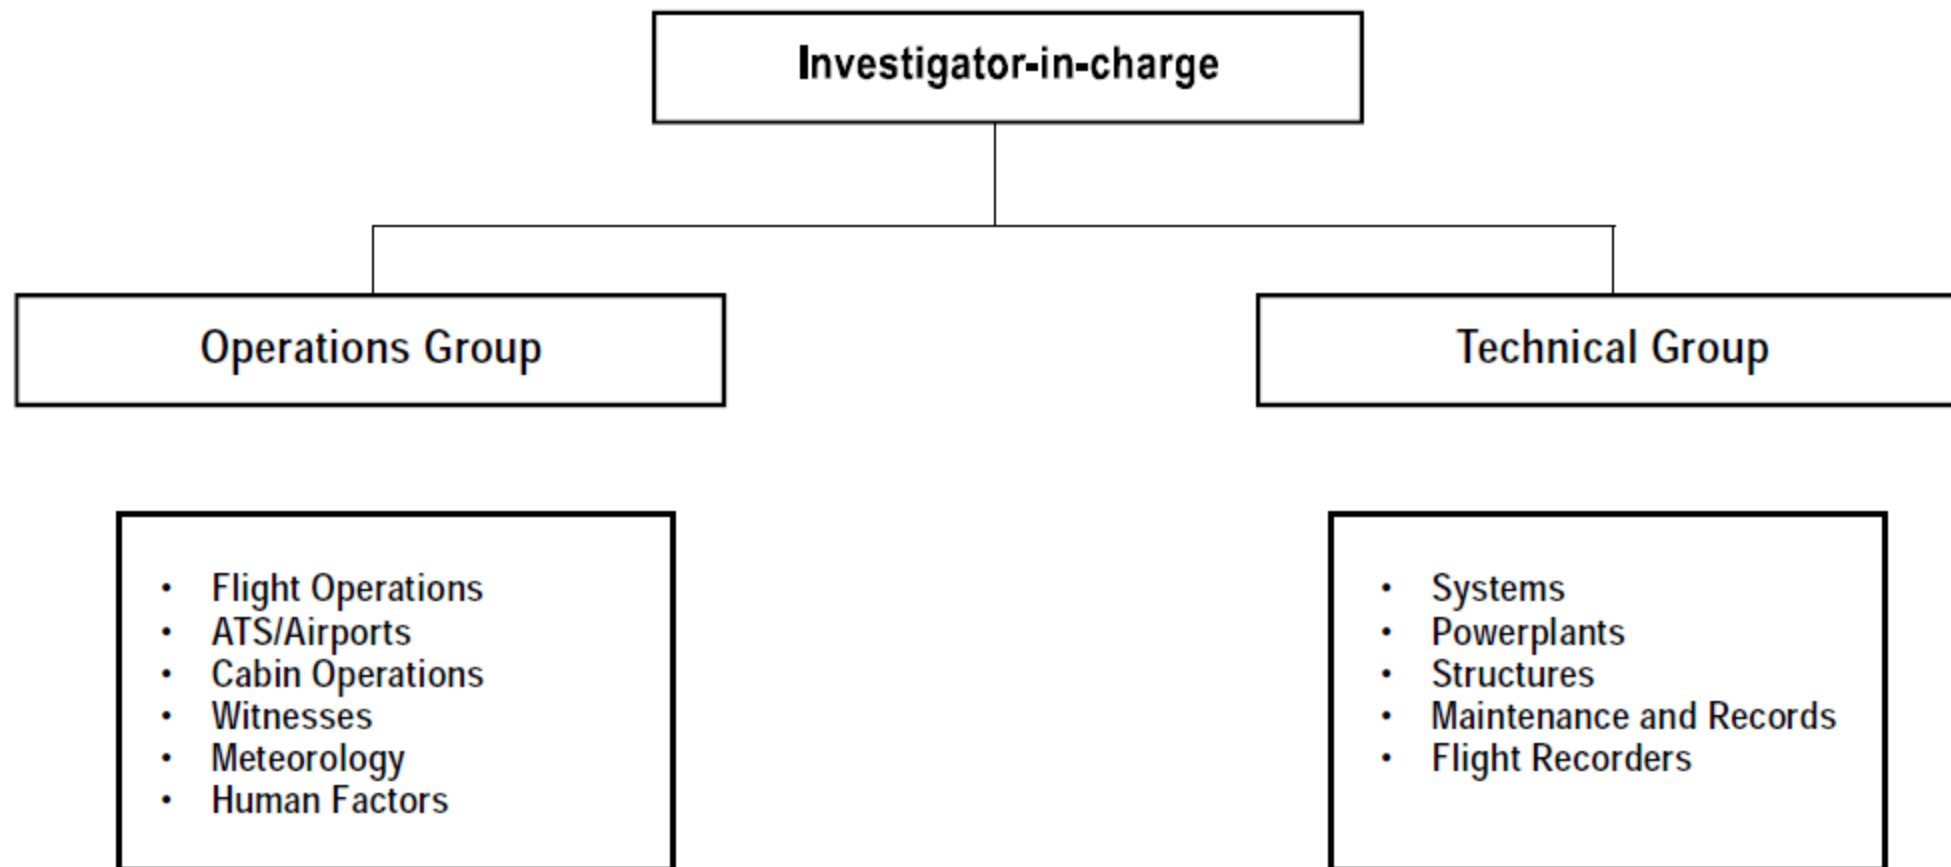 Investigator-in-charge
Operations Group
Technical Group
• Flight Operations
• ATS/Airports
• Cabin Operations
• Witnesses
• Meteorology
• Human Factors
• Systems
• Powerplants
• Structures
• Maintenance and Records
• Flight Recorders